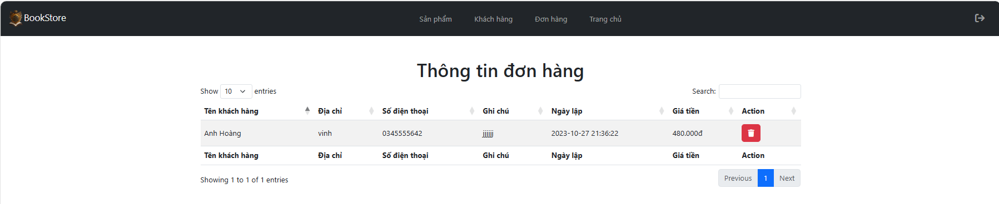 BookStore Sản phẩm Khách hàng Đơn hàng Trang chủ
Thông tin đơn hàng
Show 10 entries Search:
Tên khách hàng Địa chỉ Số điện thoại Ghi chú Ngày lập Giá tiền Action
Anh Hoàng vinh 0345555642 jjjjjj 2023-10-27 21:36:22 480.000đ
Tên khách hàng Địa chỉ Số điện thoại Ghi chú Ngày lập Giá tiền Action
Showing 1 to 1 of 1 entries Previous 1 Next